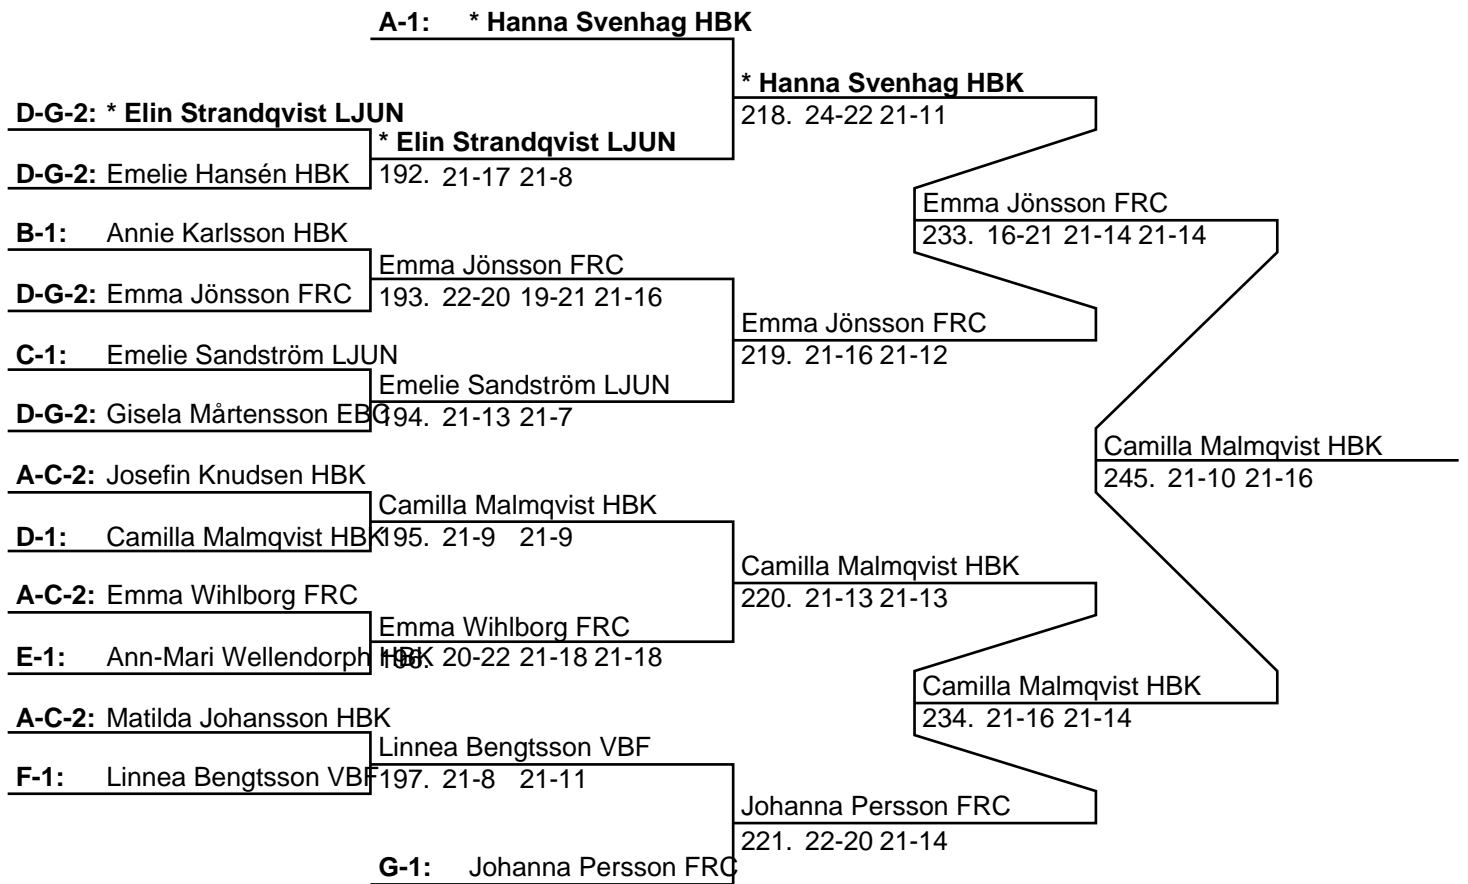 A-1: * Hanna Svenhag HBK
* Hanna Svenhag HBK
218. 24-22 21-11
D-G-2: * Elin Strandqvist LJUN
* Elin Strandqvist LJUN
D-G-2: Emelie Hansén HBK
192. 21-17 21-8
Emma Jönsson FRC
233. 16-21 21-14 21-14
B-1: Annie Karlsson HBK
Emma Jönsson FRC
D-G-2: Emma Jönsson FRC
193. 22-20 19-21 21-16
Emma Jönsson FRC
219. 21-16 21-12
C-1: Emelie Sandström LJUN
Emelie Sandström LJUN
D-G-2: Gisela Mårtensson EBC
194. 21-13 21-7
Camilla Malmqvist HBK
245. 21-10 21-16
A-C-2: Josefin Knudsen HBK
Camilla Malmqvist HBK
D-1: Camilla Malmqvist HBK
195. 21-9 21-9
Camilla Malmqvist HBK
220. 21-13 21-13
A-C-2: Emma Wihlborg FRC
Emma Wihlborg FRC
E-1: Ann-Mari Wellendorph HBK
196. 20-22 21-18 21-18
Camilla Malmqvist HBK
234. 21-16 21-14
A-C-2: Matilda Johansson HBK
Linnea Bengtsson VBF
F-1: Linnea Bengtsson VBF
197. 21-8 21-11
Johanna Persson FRC
221. 22-20 21-14
G-1: Johanna Persson FRC